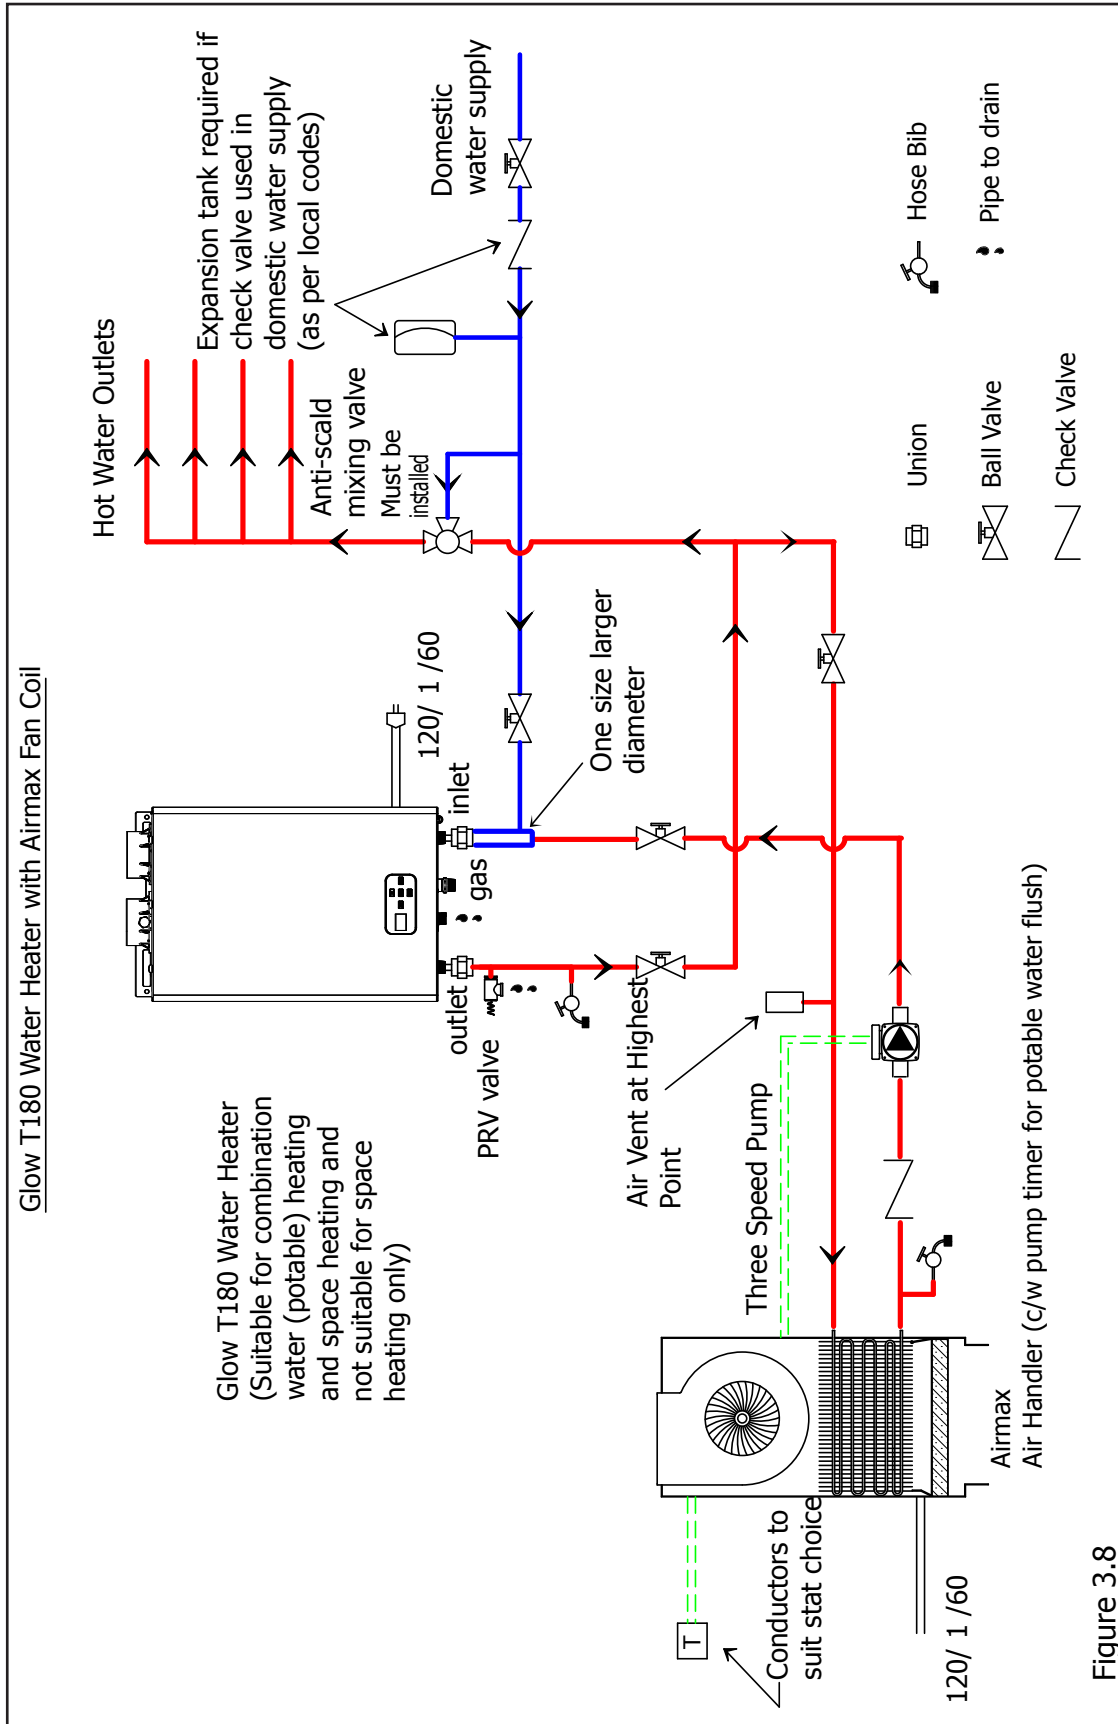 Glow T180 Water Heater with Airmax Fan Coil
Hot Water Outlets
Expansion tank required if
check valve used in
domestic water supply
(as per local codes)
Anti-scald
mixing valve
Must be
installed
Domestic
water supply
120/ 1 /60
inlet
gas
outlet
One size larger
diameter
PRV valve
Glow T180 Water Heater
(Suitable for combination
water (potable) heating
and space heating and
not suitable for space
heating only)
Air Vent at Highest
Point
Three Speed Pump
T
Conductors to
suit stat choice
120/ 1 /60
Airmax
Air Handler (c/w pump timer for potable water flush)
Union
Ball Valve
Check Valve
Hose Bib
Pipe to drain
Figure 3.8